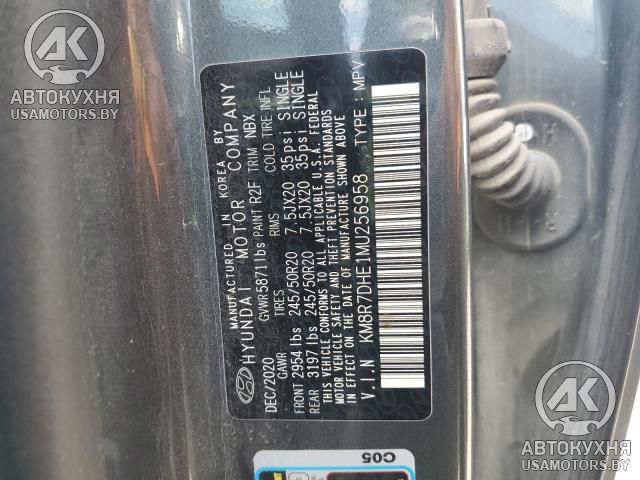 АВТОКУХНЯ
USAMOTORS.BY
MANUFACTURED IN KOREA BY
HYUNDAI MOTOR COMPANY
DEC/2020 GVWR5871lbs PAINT R2F TRIM NBX
GAWR TIRES RIMS COLD TIRE INFL
FRONT 2954lbs 245/50R20 7.5JX20 35psi SINGLE
REAR 3197lbs 245/50R20 7.5JX20 35psi SINGLE
THIS VEHICLE CONFORMS TO ALL APPLICABLE U.S.A. FEDERAL
MOTOR VEHICLE SAFETY AND THEFT PREVENTION STANDARDS
IN EFFECT ON THE DATE OF MANUFACTURE SHOWN ABOVE
V.I.N KM8R7DHE1MU256958 TYPE : MPV
C05
АВТОКУХНЯ
USAMOTORS.BY